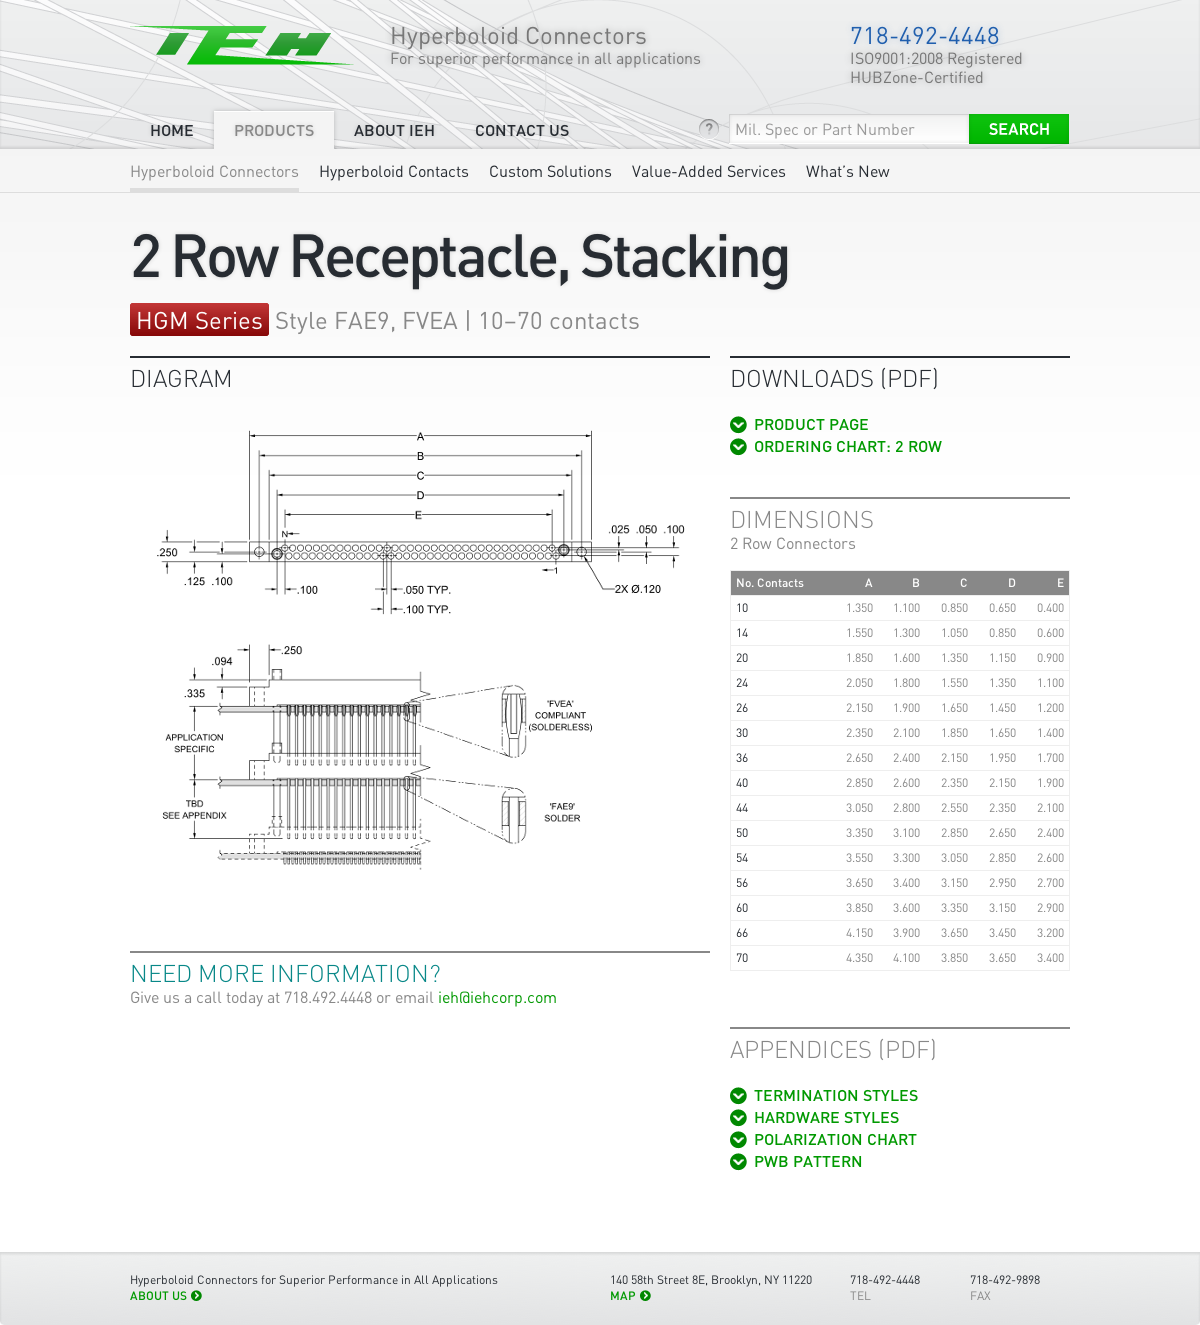 IEH
Hyperboloid Connectors
For superior performance in all applications
718-492-4448
ISO9001:2008 Registered
HUBZone-Certified
HOME
PRODUCTS
ABOUT IEH
CONTACT US
?
Mil. Spec or Part Number
SEARCH
Hyperboloid Connectors
Hyperboloid Contacts
Custom Solutions
Value-Added Services
What's New
2 Row Receptacle, Stacking
HGM Series Style FAE9, FVEA | 10–70 contacts
DIAGRAM
A
B
C
D
E
N
.025 .050 .100
.250
.125 .100
1
.100
.050 TYP.
2X Ø.120
.100 TYP.
.250
.094
.335
'FVEA'
COMPLIANT
(SOLDERLESS)
APPLICATION
SPECIFIC
TBD
SEE APPENDIX
'FAE9'
SOLDER
NEED MORE INFORMATION?
Give us a call today at 718.492.4448 or email ieh@iehcorp.com
DOWNLOADS (PDF)
PRODUCT PAGE
ORDERING CHART: 2 ROW
DIMENSIONS
2 Row Connectors
No. Contacts A B C D E
10 1.350 1.100 0.850 0.650 0.400
14 1.550 1.300 1.050 0.850 0.600
20 1.850 1.600 1.350 1.150 0.900
24 2.050 1.800 1.550 1.350 1.100
26 2.150 1.900 1.650 1.450 1.200
30 2.350 2.100 1.850 1.650 1.400
36 2.650 2.400 2.150 1.950 1.700
40 2.850 2.600 2.350 2.150 1.900
44 3.050 2.800 2.550 2.350 2.100
50 3.350 3.100 2.850 2.650 2.400
54 3.550 3.300 3.050 2.850 2.600
56 3.650 3.400 3.150 2.950 2.700
60 3.850 3.600 3.350 3.150 2.900
66 4.150 3.900 3.650 3.450 3.200
70 4.350 4.100 3.850 3.650 3.400
APPENDICES (PDF)
TERMINATION STYLES
HARDWARE STYLES
POLARIZATION CHART
PWB PATTERN
Hyperboloid Connectors for Superior Performance in All Applications
ABOUT US
140 58th Street 8E, Brooklyn, NY 11220
MAP
718-492-4448
TEL
718-492-9898
FAX